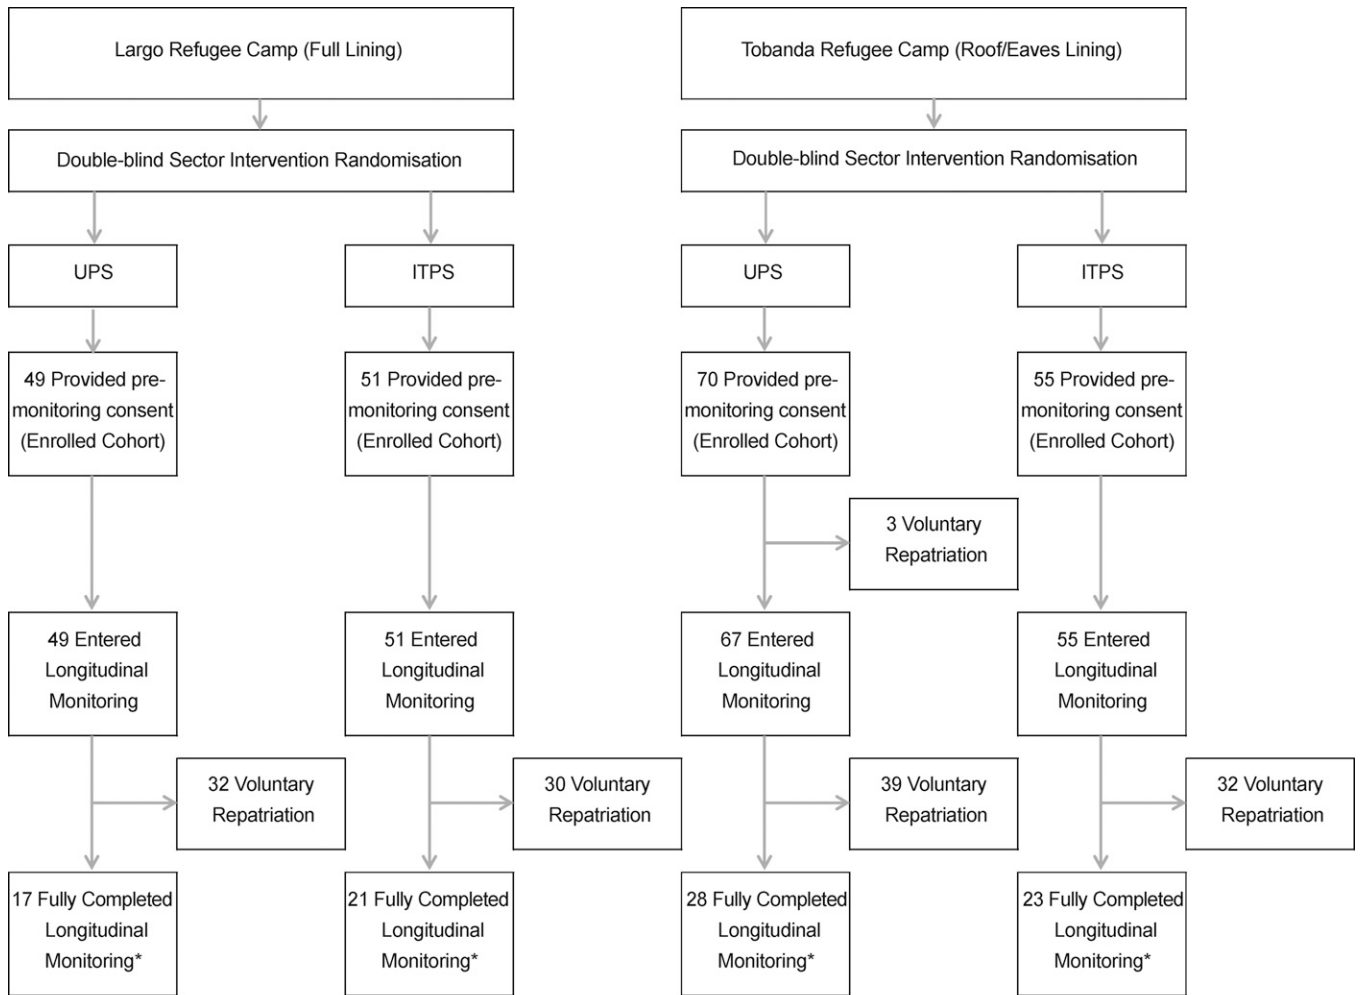 Largo Refugee Camp (Full Lining)
Tobanda Refugee Camp (Roof/Eaves Lining)
Double-blind Sector Intervention Randomisation
Double-blind Sector Intervention Randomisation
UPS
ITPS
UPS
ITPS
49 Provided pre-
monitoring consent
(Enrolled Cohort)
51 Provided pre-
monitoring consent
(Enrolled Cohort)
70 Provided pre-
monitoring consent
(Enrolled Cohort)
55 Provided pre-
monitoring consent
(Enrolled Cohort)
3 Voluntary
Repatriation
49 Entered
Longitudinal
Monitoring
51 Entered
Longitudinal
Monitoring
67 Entered
Longitudinal
Monitoring
55 Entered
Longitudinal
Monitoring
32 Voluntary
Repatriation
30 Voluntary
Repatriation
39 Voluntary
Repatriation
32 Voluntary
Repatriation
17 Fully Completed
Longitudinal
Monitoring*
21 Fully Completed
Longitudinal
Monitoring*
28 Fully Completed
Longitudinal
Monitoring*
23 Fully Completed
Longitudinal
Monitoring*